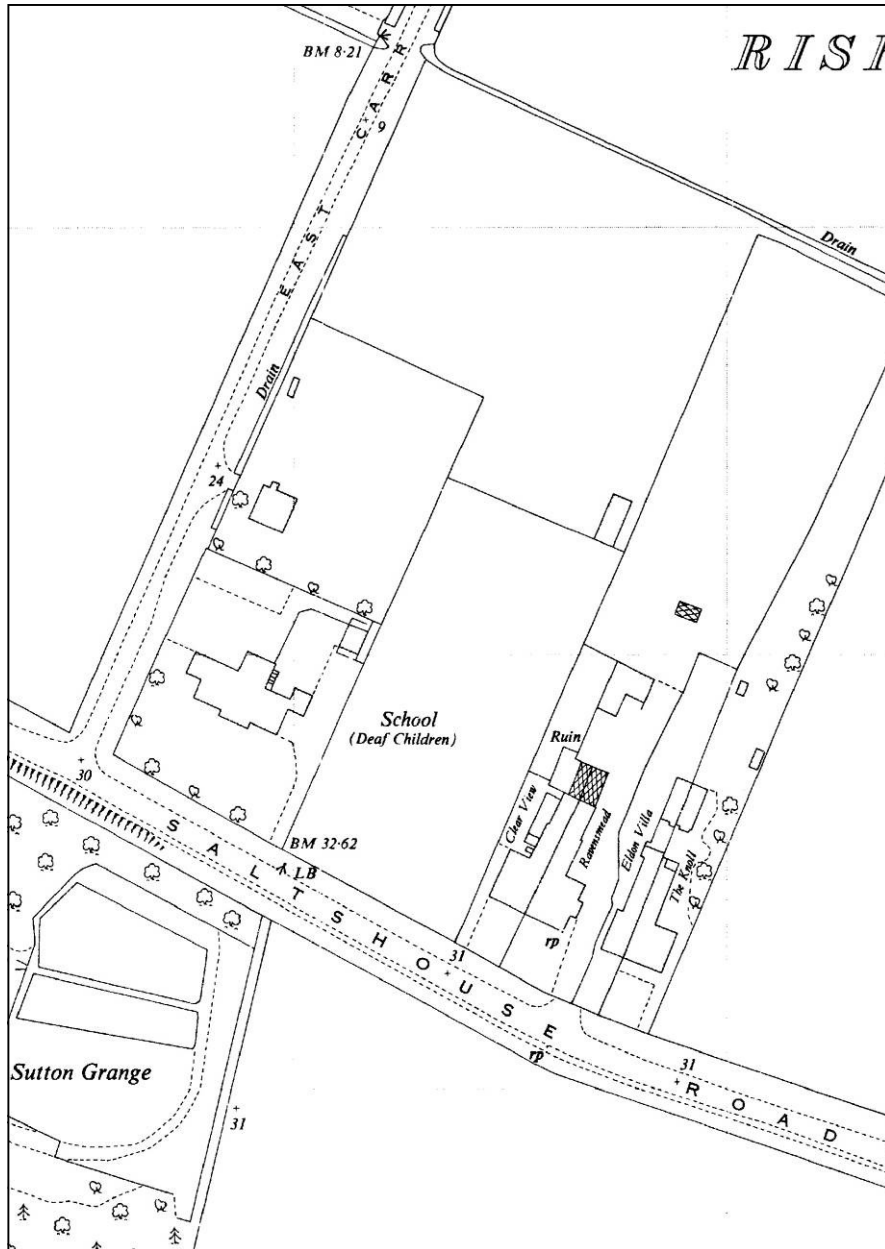 RISI
BM 8·21
EAST CARR
9
Drain
Drain
24
School
(Deaf Children)
Ruin
Clear View
Ravensmead
Eldon Villa
The Knoll
30
BM 32·62
LB
SALTSHOUSE ROAD
31
rp
rp
31
Sutton Grange
31